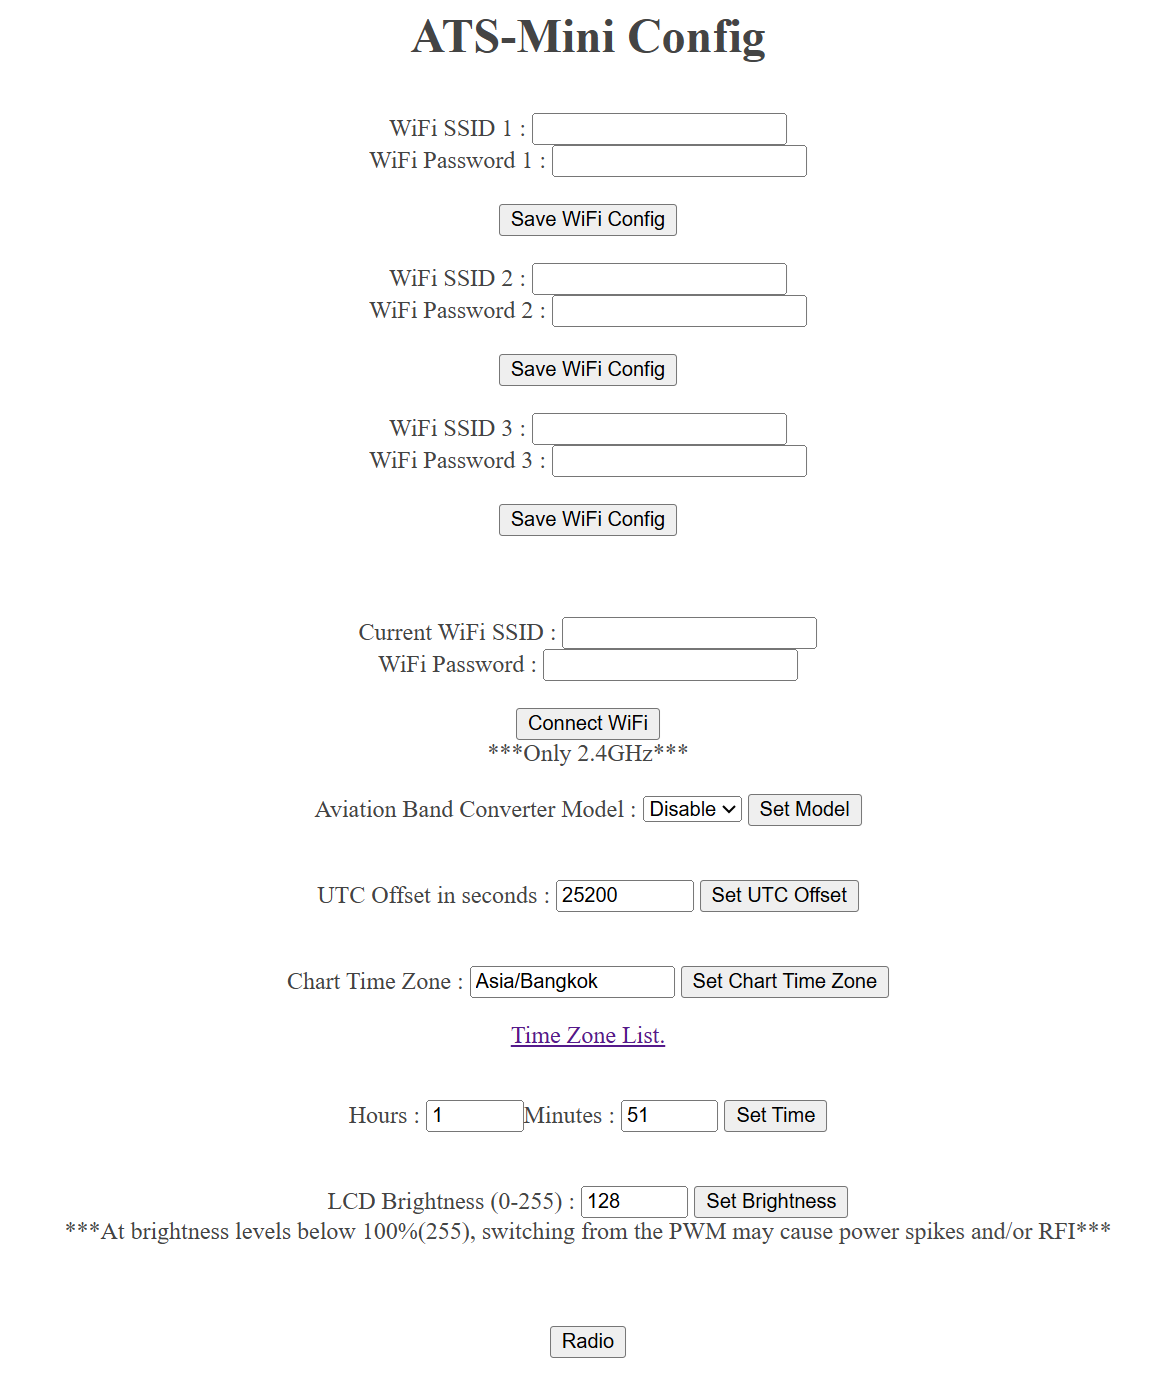 ATS-Mini Config
WiFi SSID 1 :
WiFi Password 1 :
Save WiFi Config
WiFi SSID 2 :
WiFi Password 2 :
Save WiFi Config
WiFi SSID 3 :
WiFi Password 3 :
Save WiFi Config
Current WiFi SSID :
WiFi Password :
Connect WiFi
***Only 2.4GHz***
Aviation Band Converter Model : Disable Set Model
UTC Offset in seconds : 25200 Set UTC Offset
Chart Time Zone : Asia/Bangkok Set Chart Time Zone
Time Zone List.
Hours : 1 Minutes : 51 Set Time
LCD Brightness (0-255) : 128 Set Brightness
***At brightness levels below 100%(255), switching from the PWM may cause power spikes and/or RFI***
Radio